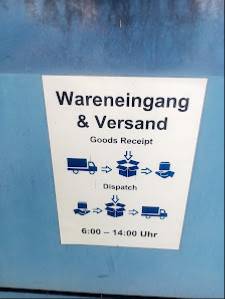 Wareneingang
& Versand
Goods Receipt
Dispatch
6:00 – 14:00 Uhr